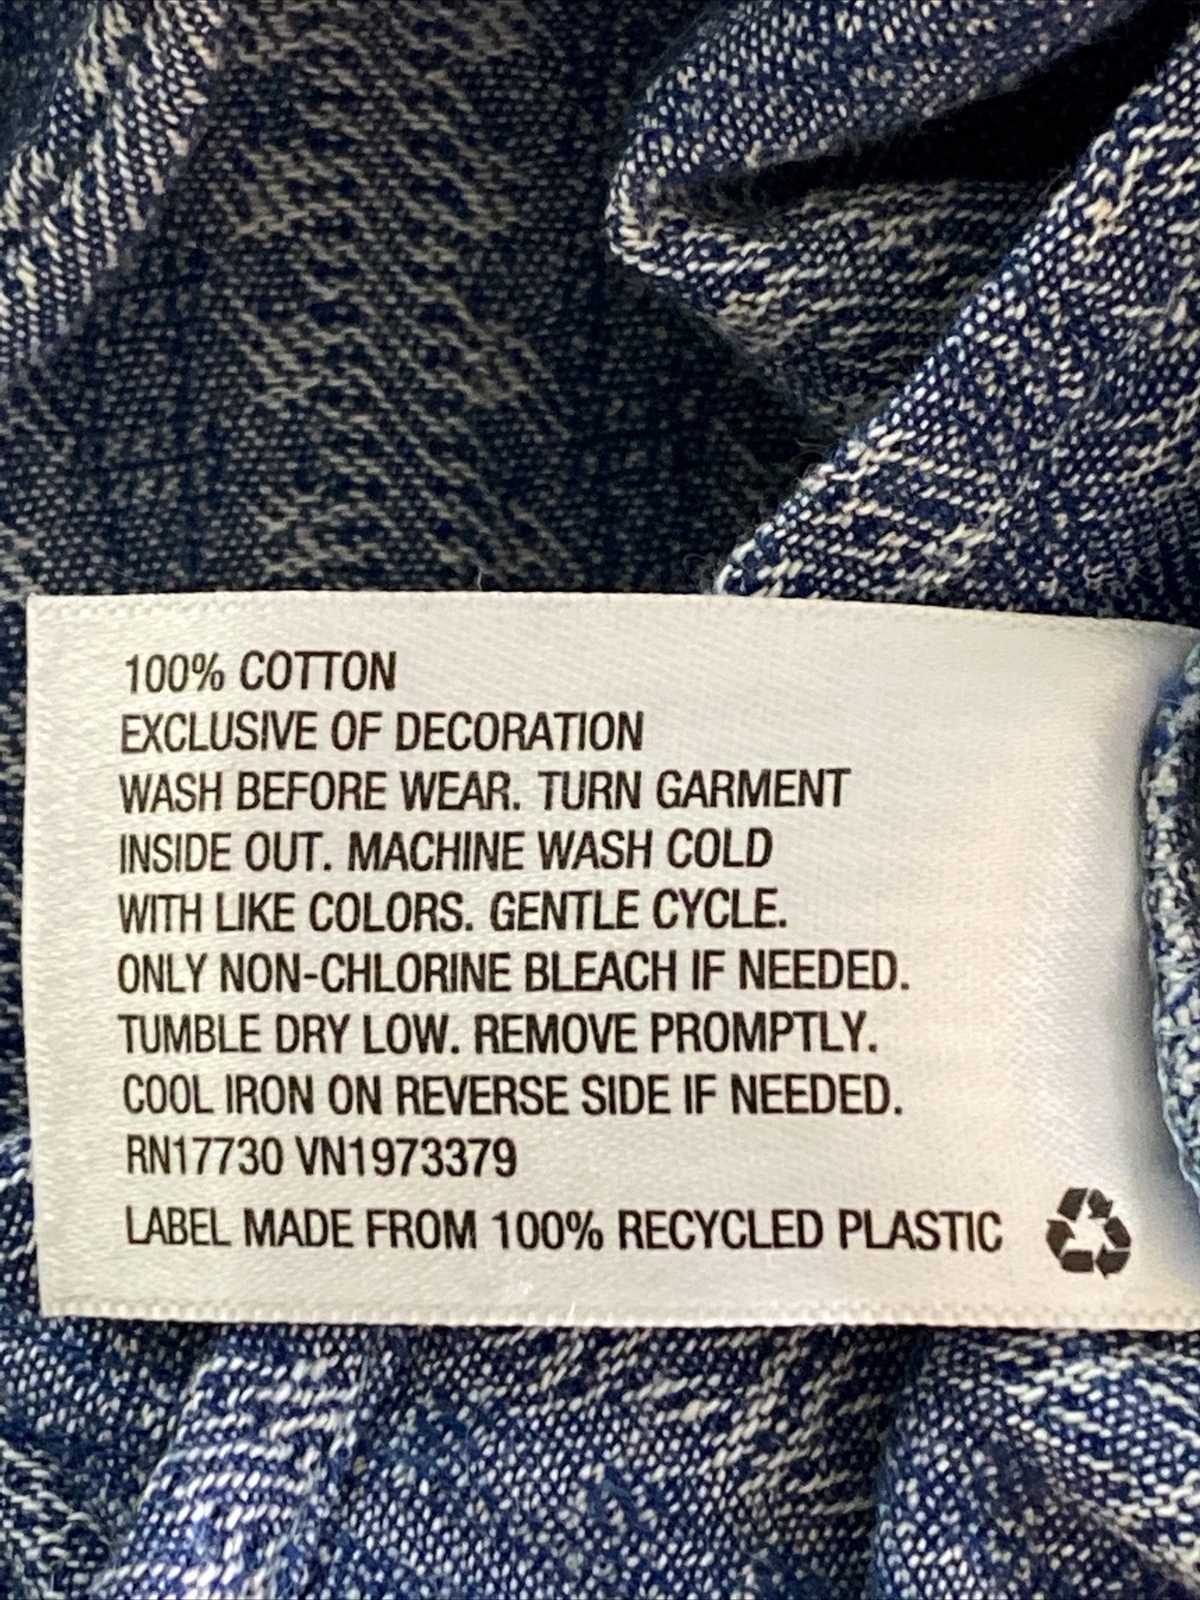 100% COTTON
EXCLUSIVE OF DECORATION
WASH BEFORE WEAR. TURN GARMENT
INSIDE OUT. MACHINE WASH COLD
WITH LIKE COLORS. GENTLE CYCLE.
ONLY NON-CHLORINE BLEACH IF NEEDED.
TUMBLE DRY LOW. REMOVE PROMPTLY.
COOL IRON ON REVERSE SIDE IF NEEDED.
RN17730 VN1973379
LABEL MADE FROM 100% RECYCLED PLASTIC